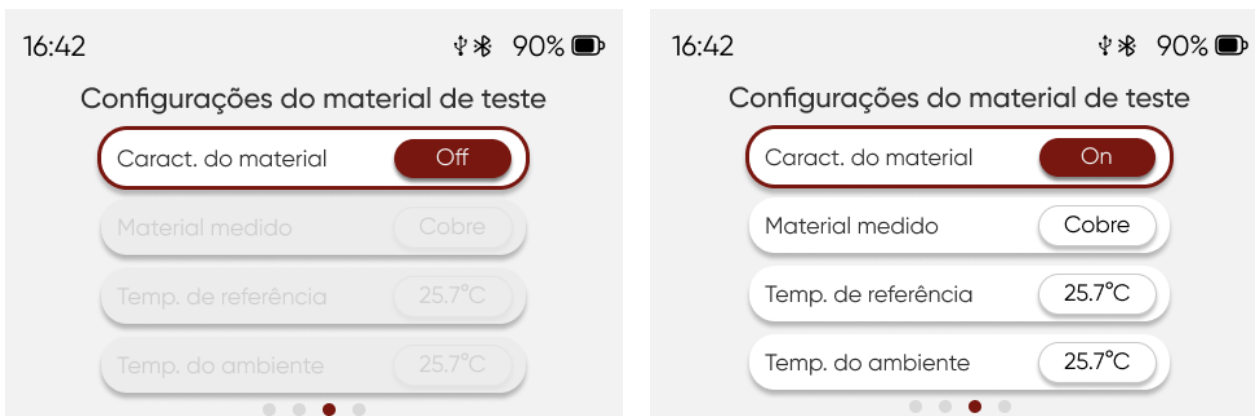 16:42 90%
Configurações do material de teste
Caract. do material Off
Material medido Cobre
Temp. de referência 25.7°C
Temp. do ambiente 25.7°C
16:42 90%
Configurações do material de teste
Caract. do material On
Material medido Cobre
Temp. de referência 25.7°C
Temp. do ambiente 25.7°C